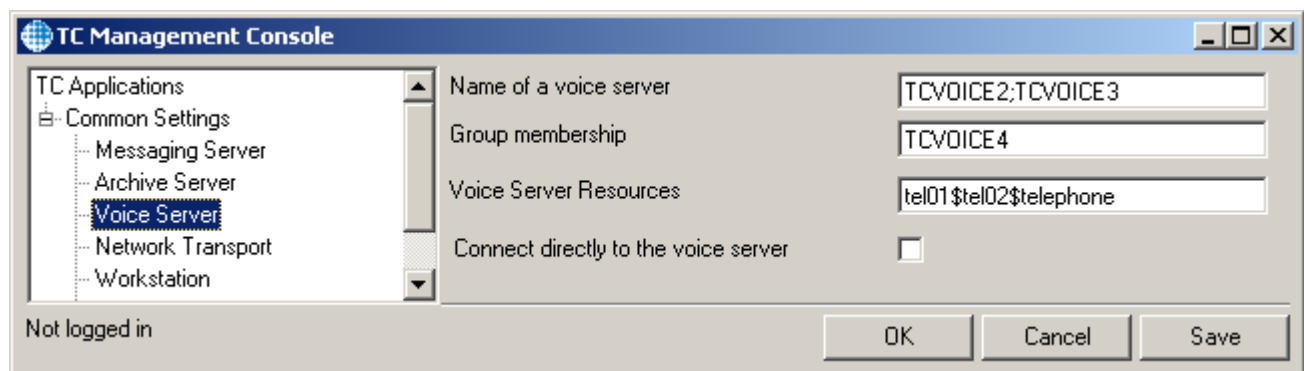 TC Management Console
TC Applications
Common Settings
Messaging Server
Archive Server
Voice Server
Network Transport
Workstation
Name of a voice server TCVOICE2;TCVOICE3
Group membership TCVOICE4
Voice Server Resources tel01$tel02$telephone
Connect directly to the voice server
Not logged in OK Cancel Save